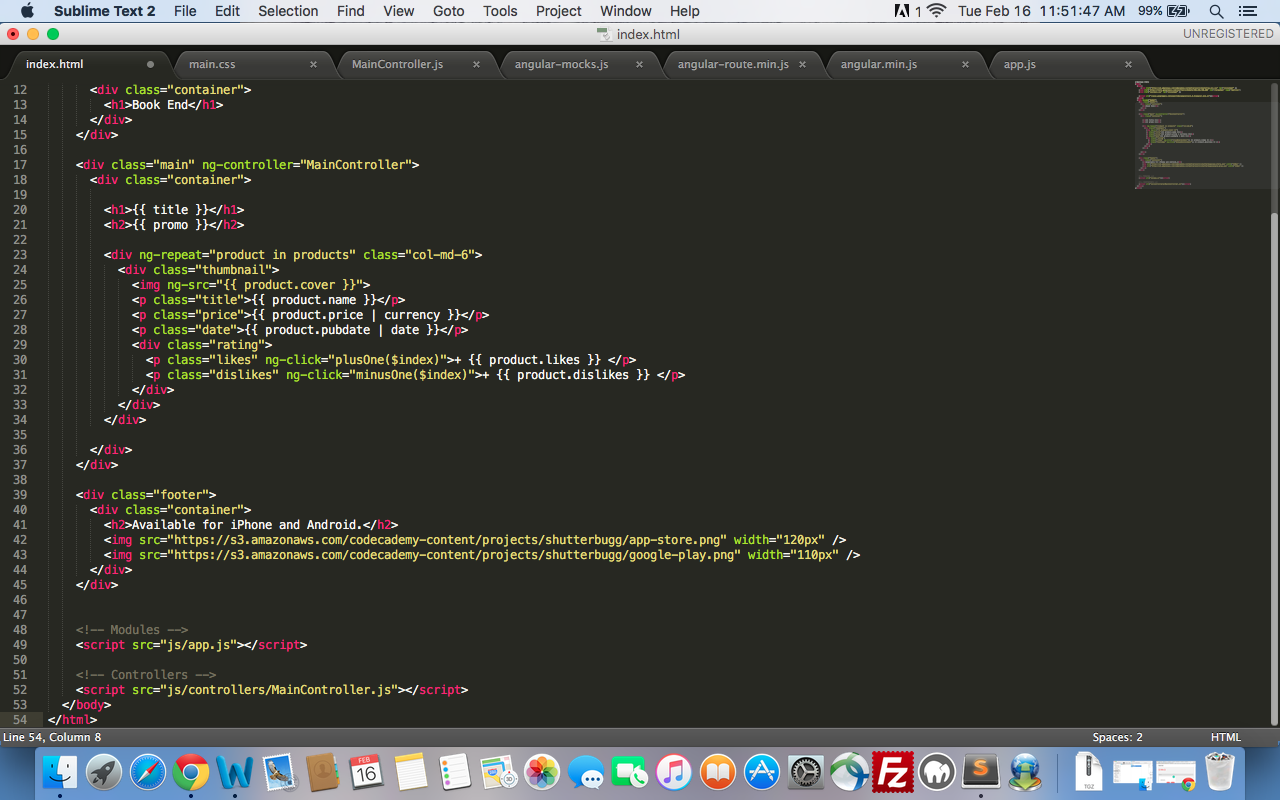 Sublime Text 2 File Edit Selection Find View Goto Tools Project Window Help 1 Tue Feb 16 11:51:47 AM 99%
index.html UNREGISTERED
index.html main.css MainController.js angular-mocks.js angular-route.min.js angular.min.js app.js
12 <div class="container">
13 <h1>Book End</h1>
14 </div>
15 </div>
16
17 <div class="main" ng-controller="MainController">
18 <div class="container">
19
20 <h1>{{ title }}</h1>
21 <h2>{{ promo }}</h2>
22
23 <div ng-repeat="product in products" class="col-md-6">
24 <div class="thumbnail">
25 <img ng-src="{{ product.cover }}">
26 <p class="title">{{ product.name }}</p>
27 <p class="price">{{ product.price | currency }}</p>
28 <p class="date">{{ product.pubdate | date }}</p>
29 <div class="rating">
30 <p class="likes" ng-click="plusOne($index)">+ {{ product.likes }} </p>
31 <p class="dislikes" ng-click="minusOne($index)">+ {{ product.dislikes }} </p>
32 </div>
33 </div>
34 </div>
35
36 </div>
37 </div>
38
39 <div class="footer">
40 <div class="container">
41 <h2>Available for iPhone and Android.</h2>
42 <img src="https://s3.amazonaws.com/codecademy-content/projects/shutterbugg/app-store.png" width="120px" />
43 <img src="https://s3.amazonaws.com/codecademy-content/projects/shutterbugg/google-play.png" width="110px" />
44 </div>
45 </div>
46
47
48 <!-- Modules -->
49 <script src="js/app.js"></script>
50
51 <!-- Controllers -->
52 <script src="js/controllers/MainController.js"></script>
53 </body>
54 </html>
Line 54, Column 8 Spaces: 2 HTML
FEB
16
W
30
Fz
S
TGZ